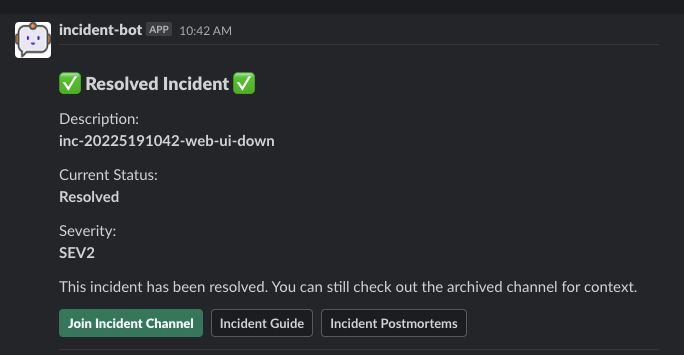 incident-bot APP 10:42 AM
✅ Resolved Incident ✅
Description:
inc-20225191042-web-ui-down
Current Status:
Resolved
Severity:
SEV2
This incident has been resolved. You can still check out the archived channel for context.
Join Incident Channel Incident Guide Incident Postmortems